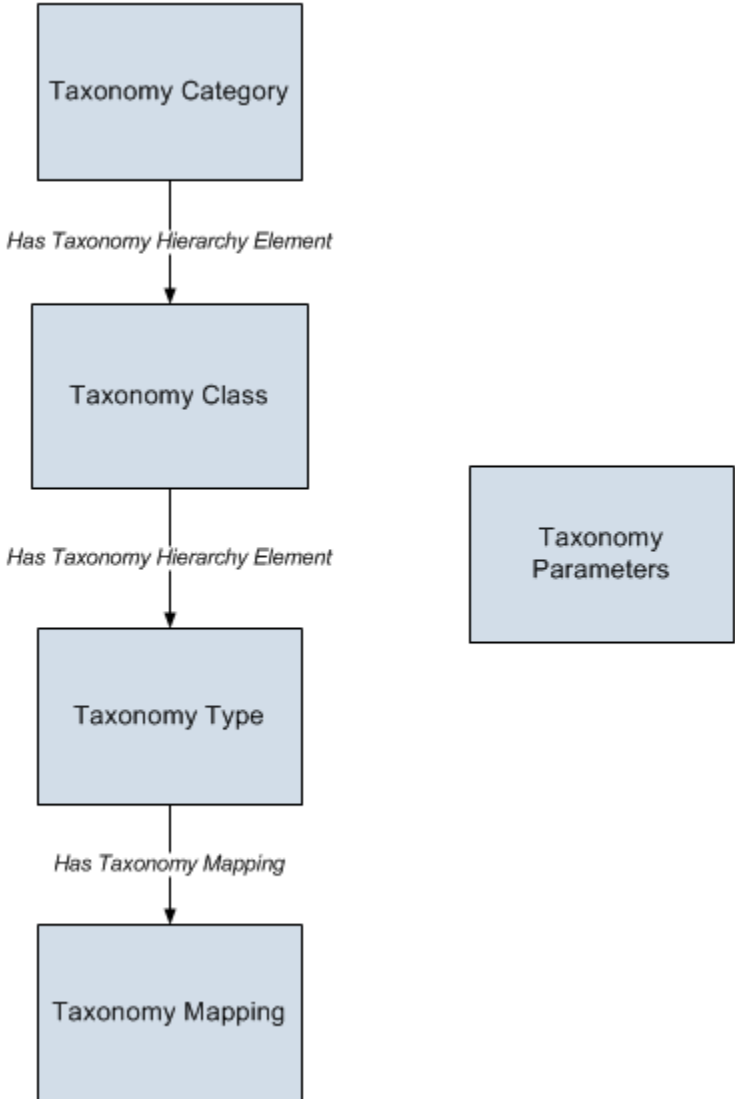 Taxonomy Category
Has Taxonomy Hierarchy Element
Taxonomy Class
Has Taxonomy Hierarchy Element
Taxonomy
Parameters
Taxonomy Type
Has Taxonomy Mapping
Taxonomy Mapping